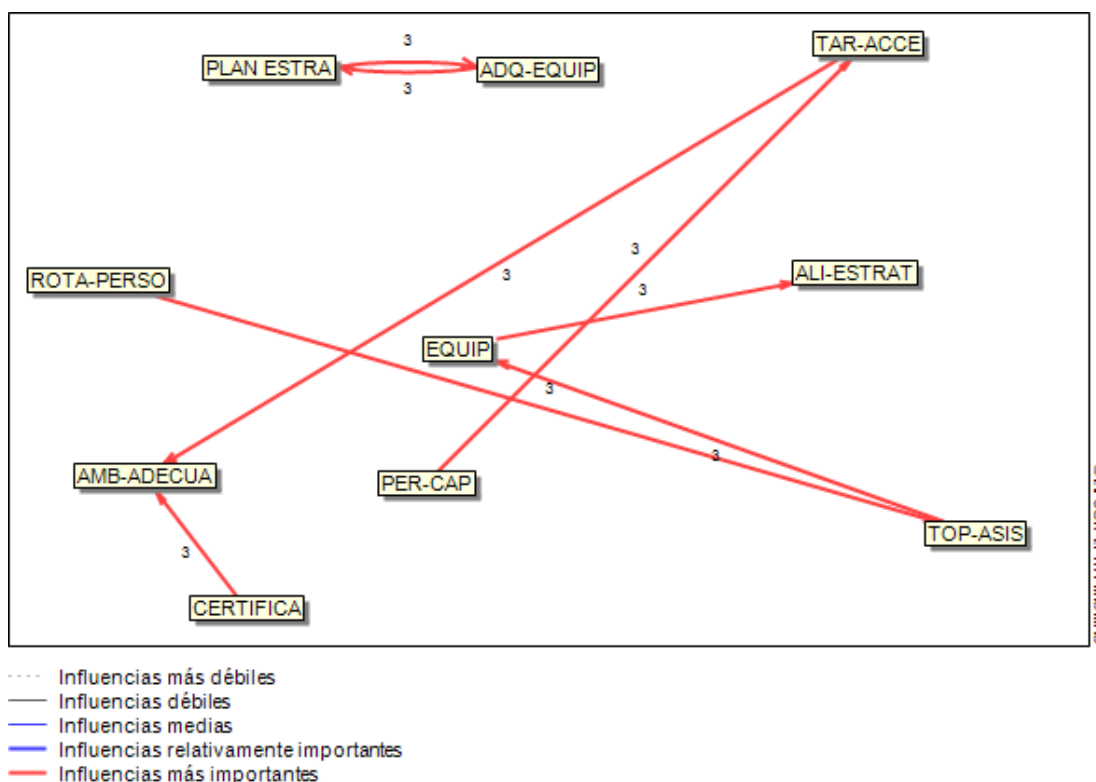 3
TAR-ACCE
PLAN ESTRA
ADQ-EQUIP
3
3
ROTA-PERSO
3
ALI-ESTRAT
3
EQUIP
3
3
AMB-ADECUA
PER-CAP
TOP-ASIS
3
CERTIFICA
Influencias más débiles
Influencias débiles
Influencias medias
Influencias relativamente importantes
Influencias más importantes